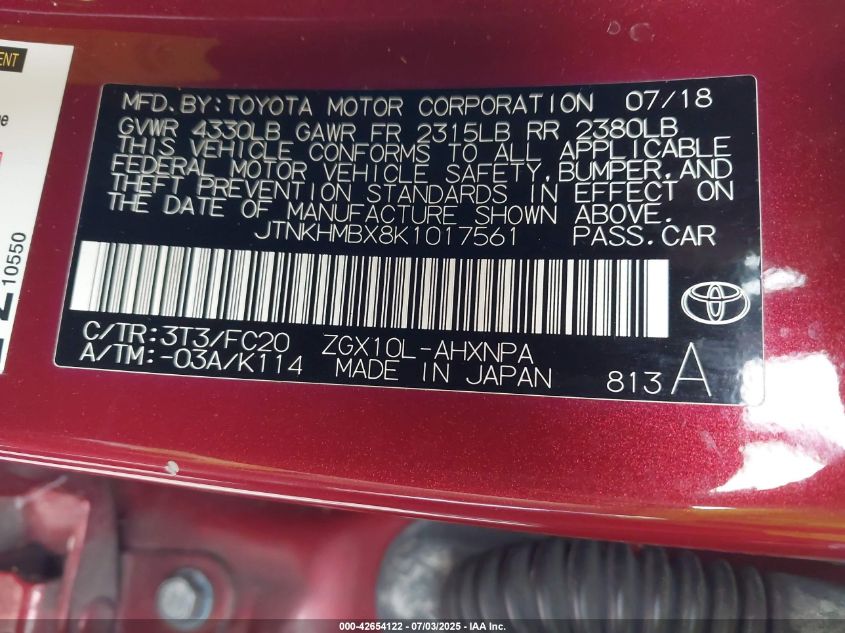 ENT
10550
MFD.BY:TOYOTA MOTOR CORPORATION 07/18
GVWR 4330LB GAWR FR 2315LB RR 2380LB
THIS VEHICLE CONFORMS TO ALL APPLICABLE
FEDERAL MOTOR VEHICLE SAFETY,BUMPER,AND
THEFT PREVENTION STANDARDS IN EFFECT ON
THE DATE OF MANUFACTURE SHOWN ABOVE.
JTNKHMBX8K1017561 PASS.CAR
C/TR:3T3/FC20 ZGX10L-AHXNPA
A/TM:-03A/K114 MADE IN JAPAN 813 A
000-42654122 - 07/03/2025 - IAA Inc.